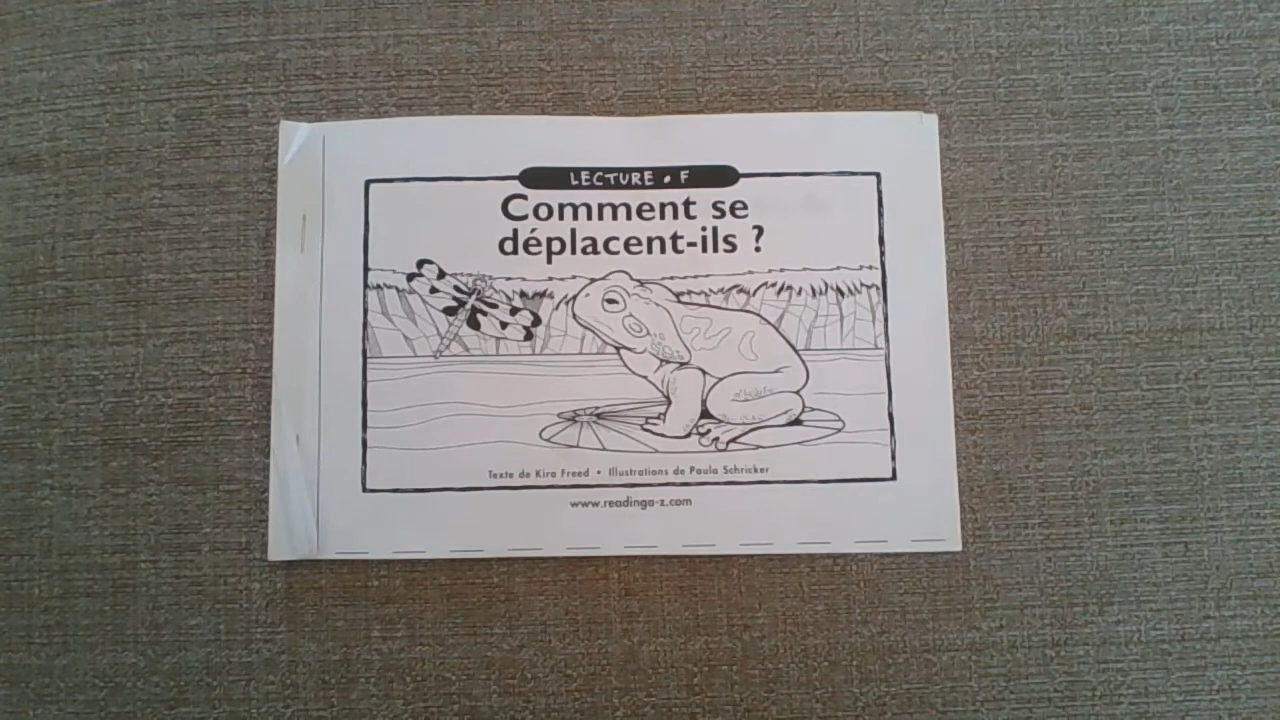 LECTURE • F
Comment se
déplacent-ils ?
Texte de Kira Freed • Illustrations de Paula Schricker
www.readinga-z.com